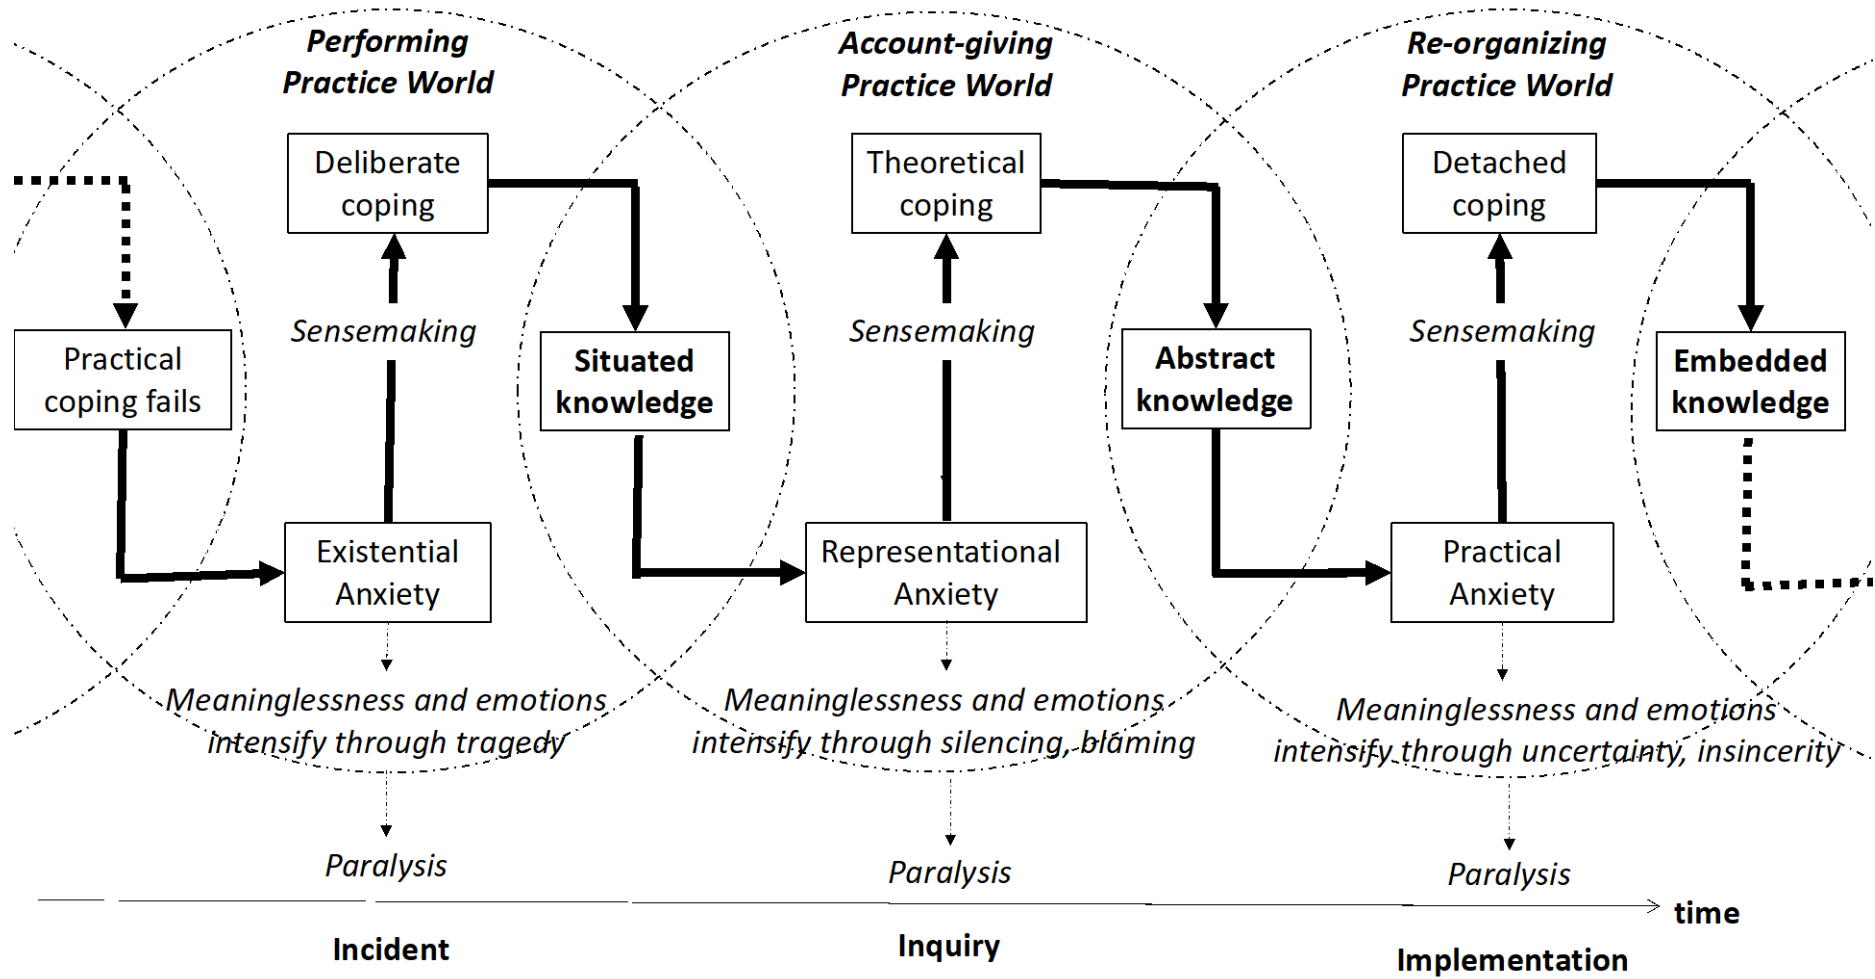 Performing
Practice World
Account-giving
Practice World
Re-organizing
Practice World
Deliberate
coping
Theoretical
coping
Detached
coping
Sensemaking
Sensemaking
Sensemaking
Practical
coping fails
Situated
knowledge
Abstract
knowledge
Embedded
knowledge
Existential
Anxiety
Representational
Anxiety
Practical
Anxiety
Meaninglessness and emotions
intensify through tragedy
Meaninglessness and emotions
intensify through silencing, blaming
Meaninglessness and emotions
intensify through uncertainty, insincerity
Paralysis
Paralysis
Paralysis
time
Incident
Inquiry
Implementation